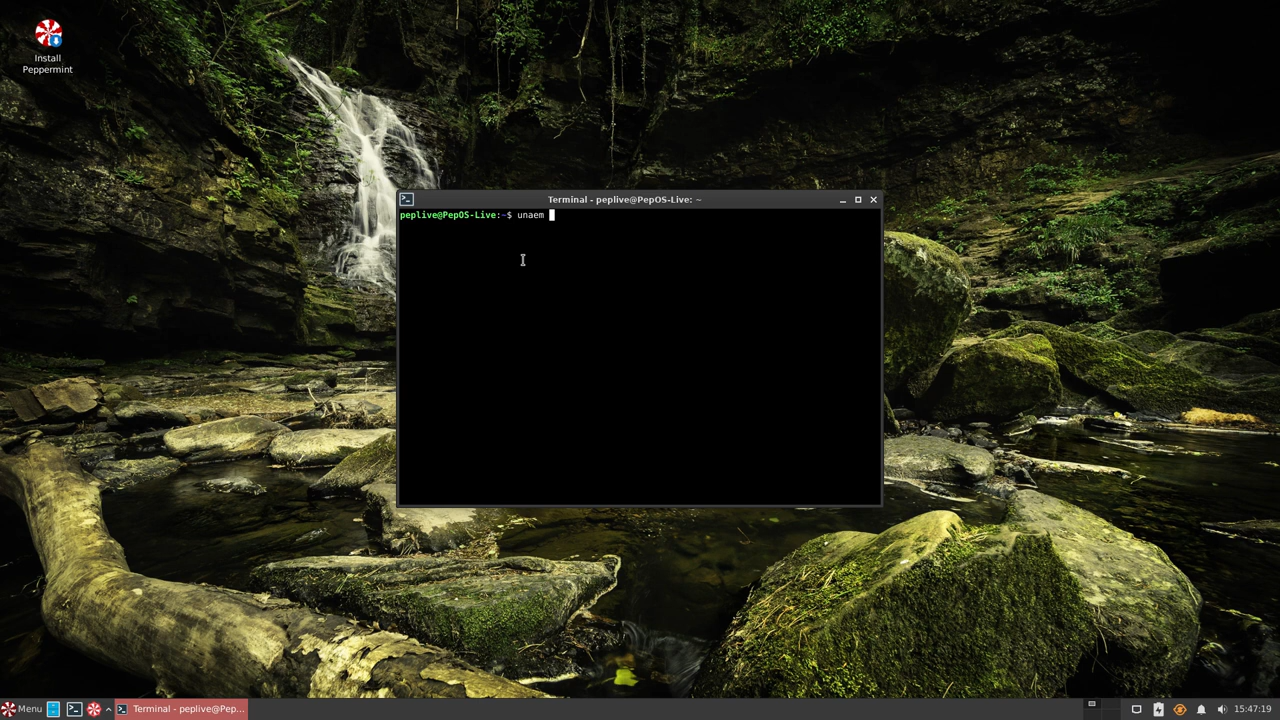 Install
Peppermint
Terminal - peplive@PepOS-Live: ~
peplive@PepOS-Live:~$ unaem
Menu
Terminal - peplive@Pep...
15:47:19